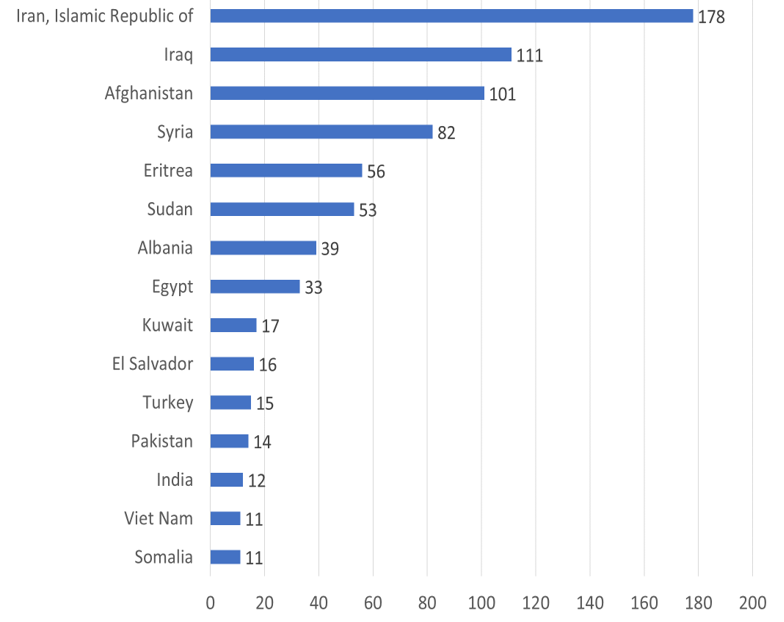 Iran, Islamic Republic of 178
Iraq 111
Afghanistan 101
Syria 82
Eritrea 56
Sudan 53
Albania 39
Egypt 33
Kuwait 17
El Salvador 16
Turkey 15
Pakistan 14
India 12
Viet Nam 11
Somalia 11
0 20 40 60 80 100 120 140 160 180 200